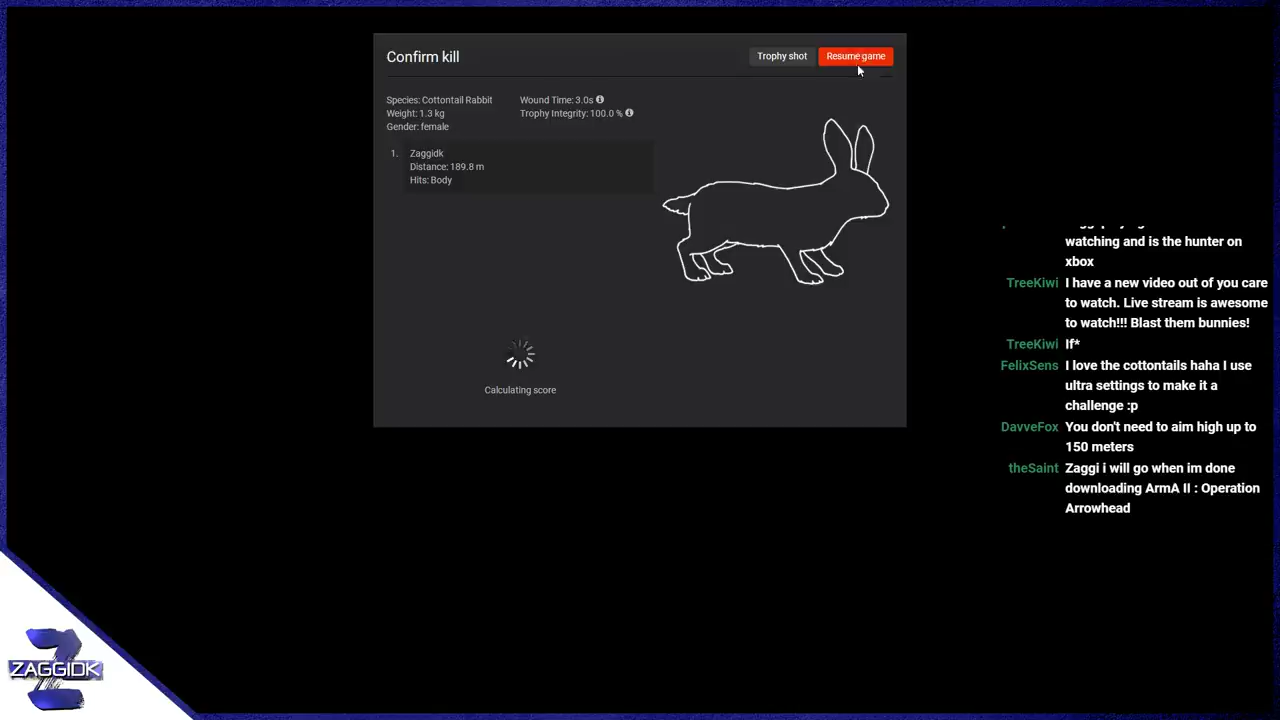 Confirm kill
Trophy shot
Resume game
Species: Cottontail Rabbit
Weight: 1.3 kg
Gender: female
Wound Time: 3.0s
Trophy Integrity: 100.0 %
1.
Zaggidk
Distance: 189.8 m
Hits: Body
Calculating score
watching and is the hunter on
xbox
TreeKiwi I have a new video out of you care
to watch. Live stream is awesome
to watch!!! Blast them bunnies!
TreeKiwi If*
FelixSens I love the cottontails haha I use
ultra settings to make it a
challenge :p
DavveFox You don't need to aim high up to
150 meters
theSaint Zaggi i will go when im done
downloading ArmA II : Operation
Arrowhead
ZAGGIDK